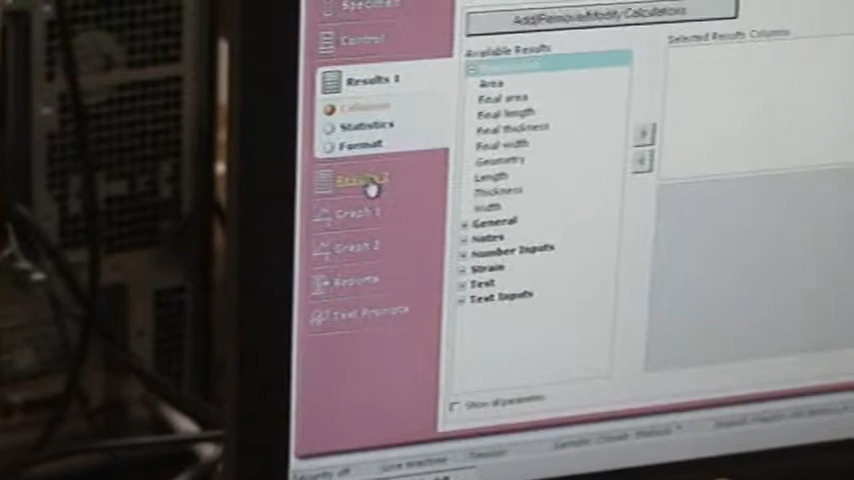 Specimen
Add/Remove/Modify Calculations
Control
Available Results
Selected Results Columns
Results 1
Area
Final area
Final length
Statistics
Final thickness
Format
Final width
Geometry
Results 2
Length
Thickness
Width
Graph 1
General
Notes
Graph 2
Number Inputs
Strain
Reports
Test
Text Inputs
Test Prompts